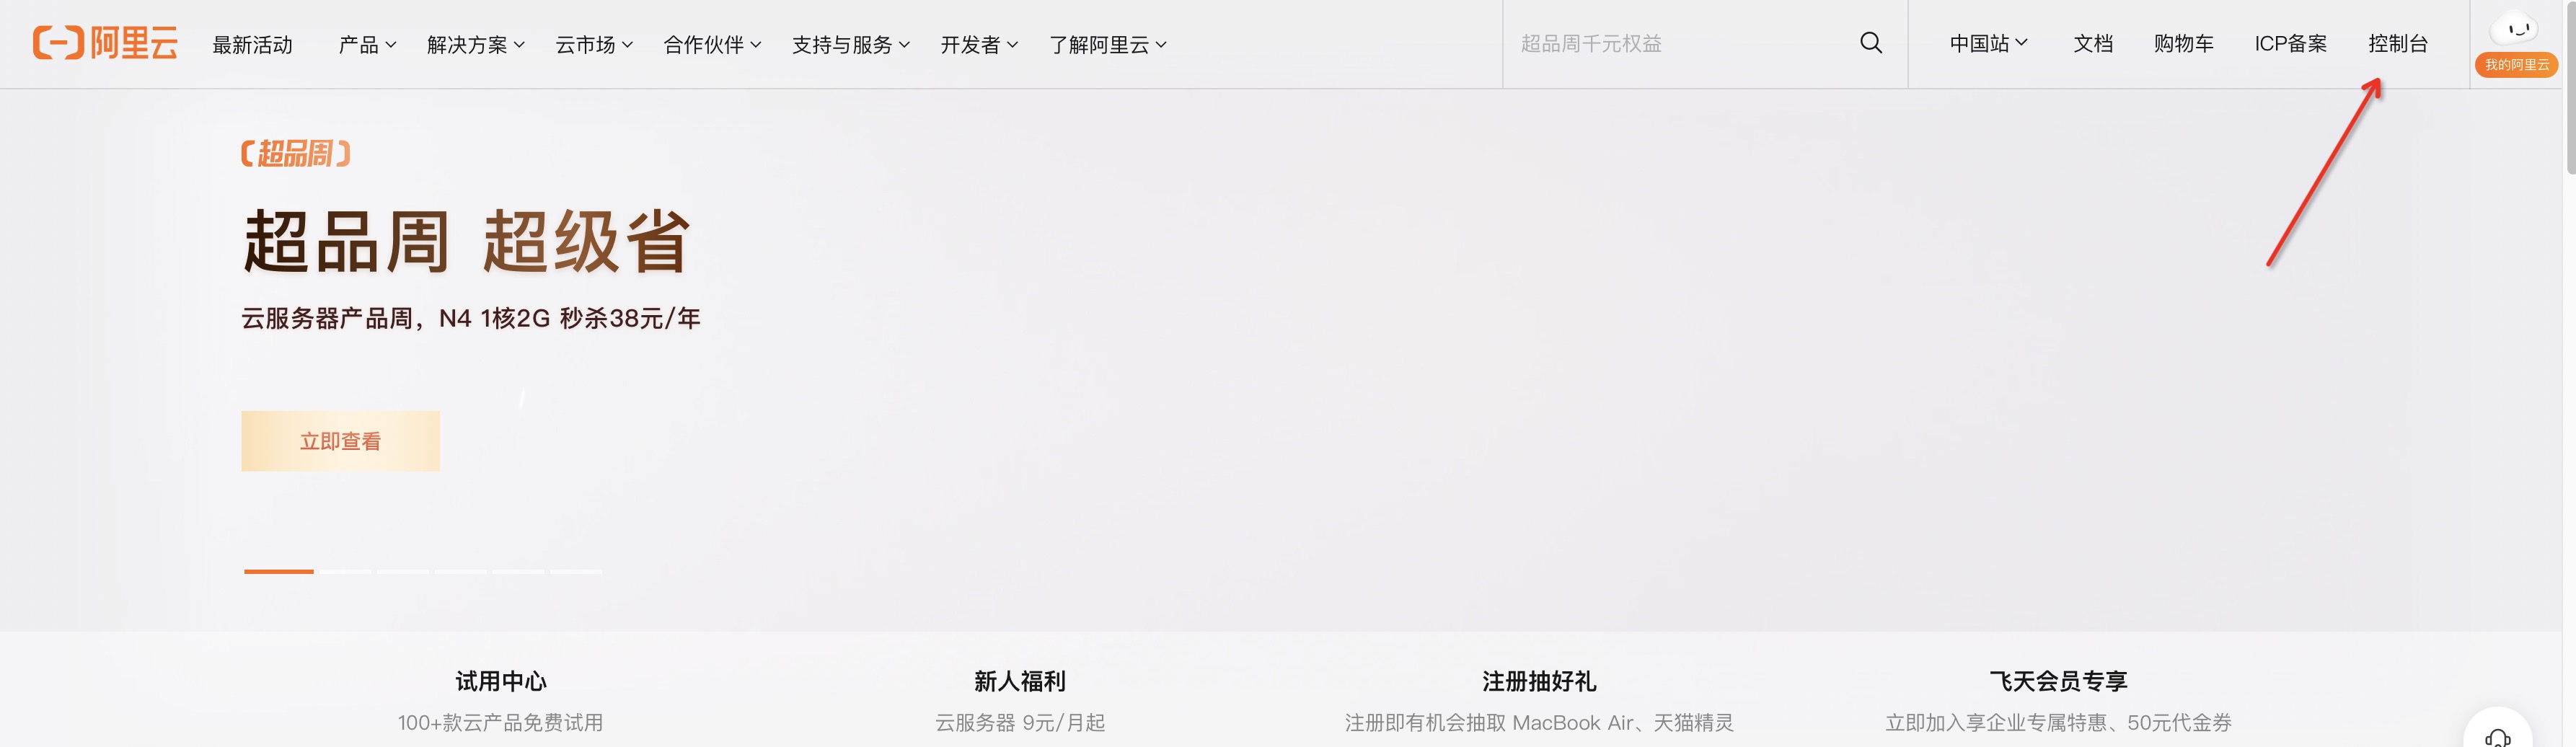 阿里云 最新活动 产品 解决方案 云市场 合作伙伴 支持与服务 开发者 了解阿里云 超品周千元权益 中国站 文档 购物车 ICP备案 控制台
我的阿里云
超品周
超品周 超级省
云服务器产品周，N4 1核2G 秒杀38元/年
立即查看
试用中心 新人福利 注册抽好礼 飞天会员专享
100+款云产品免费试用 云服务器 9元/月起 注册即有机会抽取 MacBook Air、天猫精灵 立即加入享企业专属特惠、50元代金券